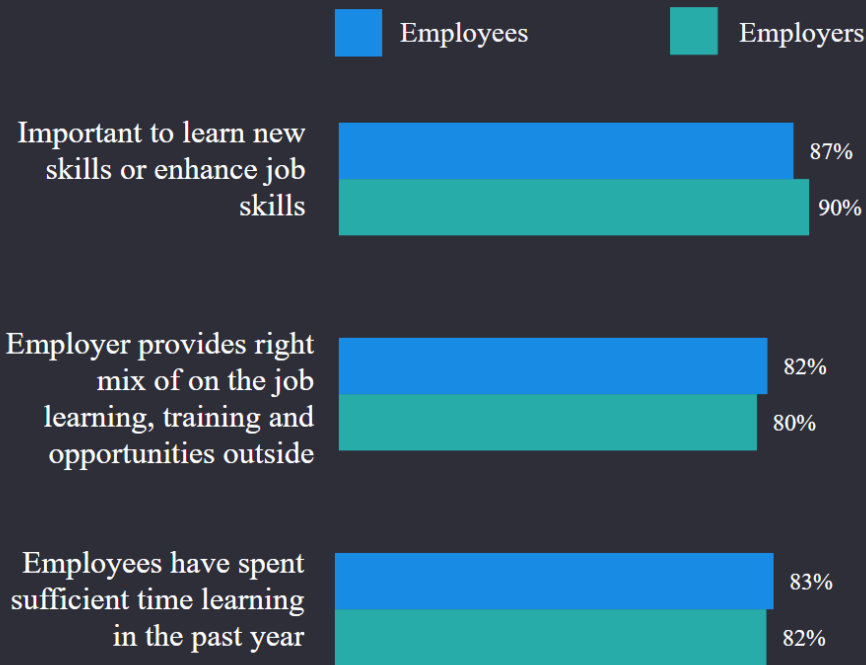 Employees
Employers
Important to learn new
skills or enhance job
skills
87%
90%
Employer provides right
mix of on the job
learning, training and
opportunities outside
82%
80%
Employees have spent
sufficient time learning
in the past year
83%
82%